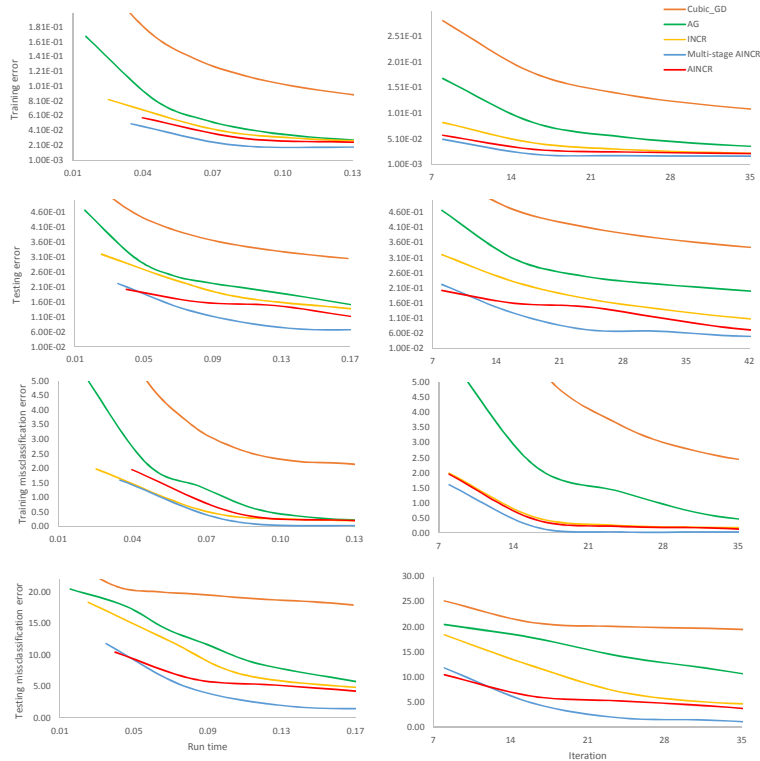 Cubic_GD
AG
INCR
Multi-stage AINCR
AINCR
Training error
1.81E-01
1.61E-01
1.41E-01
1.21E-01
1.01E-01
8.10E-02
6.10E-02
4.10E-02
2.10E-02
1.00E-03
0.01 0.04 0.07 0.10 0.13
2.51E-01
2.01E-01
1.51E-01
1.01E-01
5.10E-02
1.00E-03
7 14 21 28 35
Testing error
4.60E-01
4.10E-01
3.60E-01
3.10E-01
2.60E-01
2.10E-01
1.60E-01
1.10E-01
6.00E-02
1.00E-02
0.01 0.05 0.09 0.13 0.17
4.60E-01
4.10E-01
3.60E-01
3.10E-01
2.60E-01
2.10E-01
1.60E-01
1.10E-01
6.00E-02
1.00E-02
7 14 21 28 35 42
Training missclassification error
5.00
4.50
4.00
3.50
3.00
2.50
2.00
1.50
1.00
0.50
0.00
0.01 0.04 0.07 0.10 0.13
5.00
4.50
4.00
3.50
3.00
2.50
2.00
1.50
1.00
0.50
0.00
7 14 21 28 35
Testing missclassification error
20.00
15.00
10.00
5.00
0.00
0.01 0.05 0.09 0.13 0.17
Run time
30.00
25.00
20.00
15.00
10.00
5.00
0.00
7 14 21 28 35
Iteration